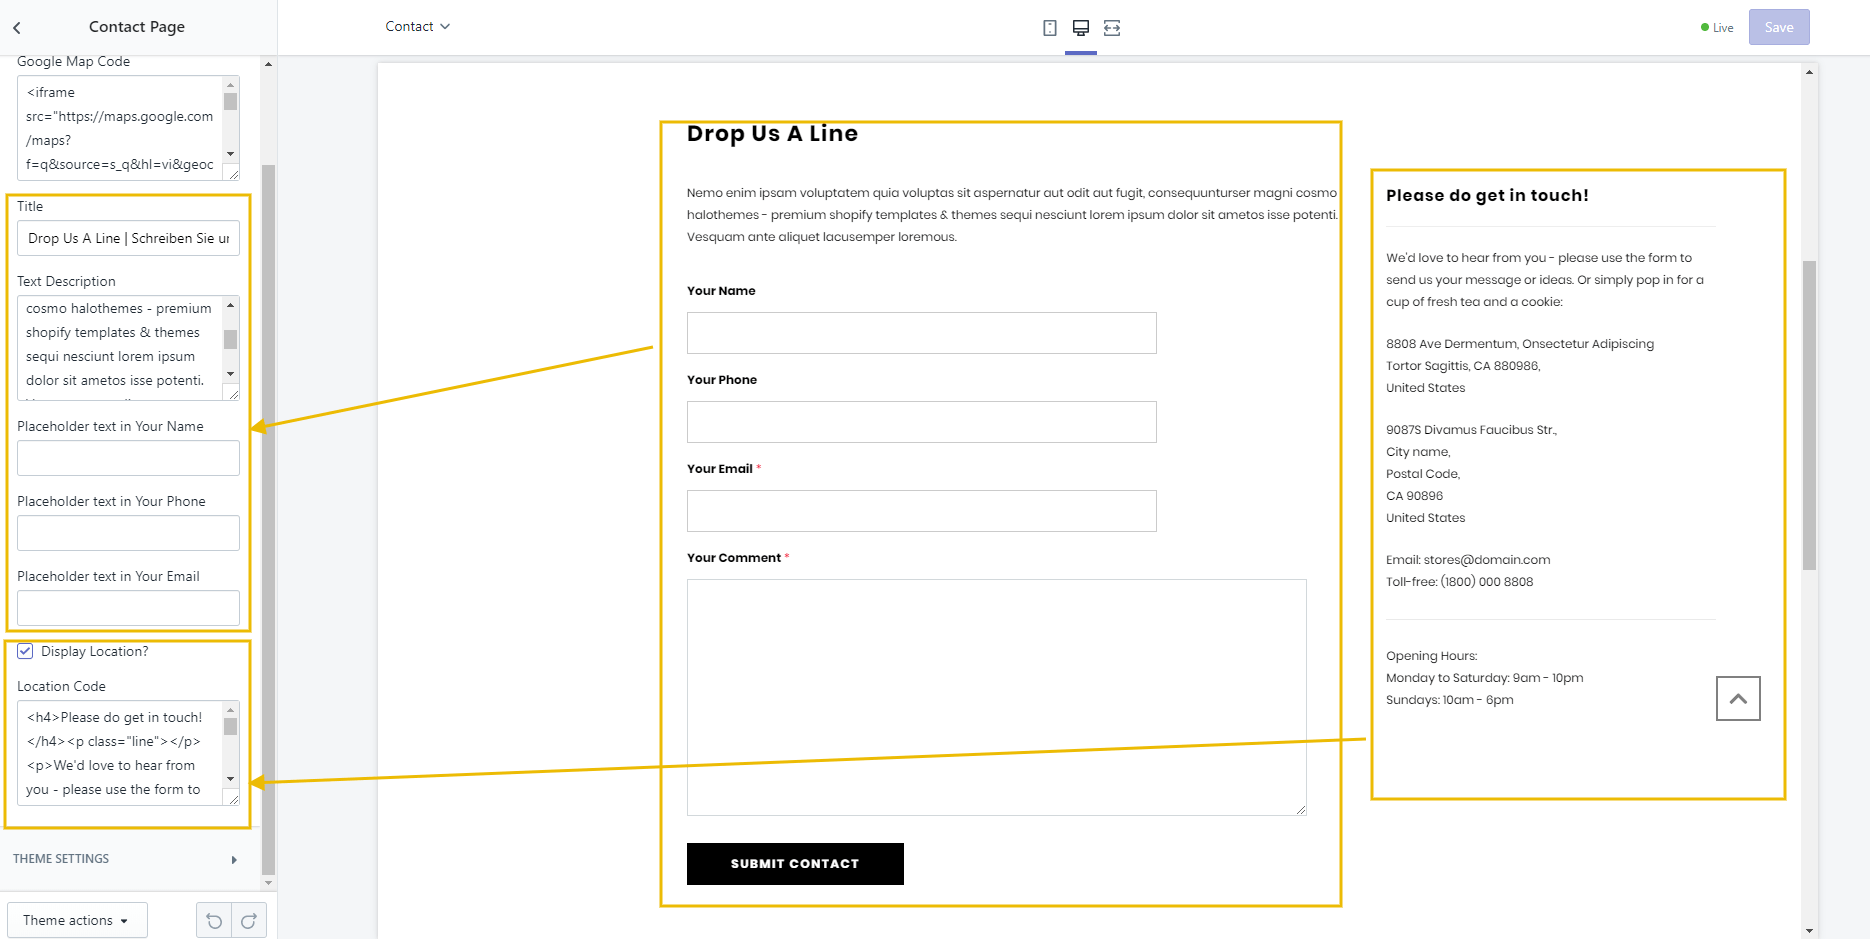 Contact Page
Contact
Live
Save
Google Map Code
<iframe
src="https://maps.google.com
/maps?
f=q&source=s_q&hl=vi&geoc
Title
Drop Us A Line | Schreiben Sie ur
Text Description
cosmo halothemes - premium
shopify templates & themes
sequi nesciunt lorem ipsum
dolor sit ametos isse potenti.
Placeholder text in Your Name
Placeholder text in Your Phone
Placeholder text in Your Email
Display Location?
Location Code
<h4>Please do get in touch!
</h4><p class="line"></p>
<p>We'd love to hear from
you - please use the form to
THEME SETTINGS
Theme actions
Drop Us A Line
Nemo enim ipsam voluptatem quia voluptas sit aspernatur aut odit aut fugit, consequunturser magni cosmo
halothemes - premium shopify templates & themes sequi nesciunt lorem ipsum dolor sit ametos isse potenti.
Vesquam ante aliquet lacusemper loremous.
Your Name
Your Phone
Your Email *
Your Comment *
SUBMIT CONTACT
Please do get in touch!
We'd love to hear from you - please use the form to
send us your message or ideas. Or simply pop in for a
cup of fresh tea and a cookie:
8808 Ave Dermentum, Onsectetur Adipiscing
Tortor Sagittis, CA 880986,
United States
9087S Divamus Faucibus Str.,
City name,
Postal Code,
CA 90896
United States
Email: stores@domain.com
Toll-free: (1800) 000 8808
Opening Hours:
Monday to Saturday: 9am - 10pm
Sundays: 10am - 6pm